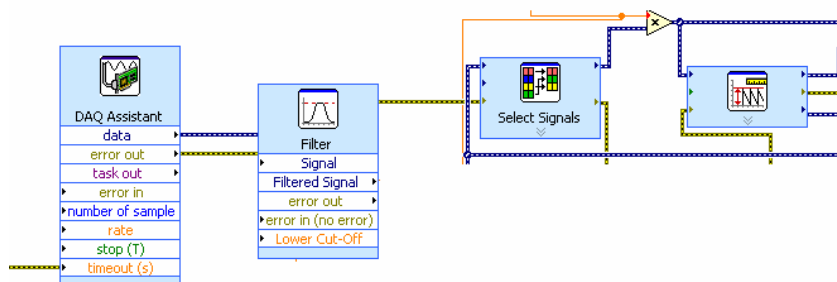 DAQ Assistant
data
error out
task out
error in
number of sample
rate
stop (T)
timeout (s)
Filter
Signal
Filtered Signal
error out
error in (no error)
Lower Cut-Off
Select Signals